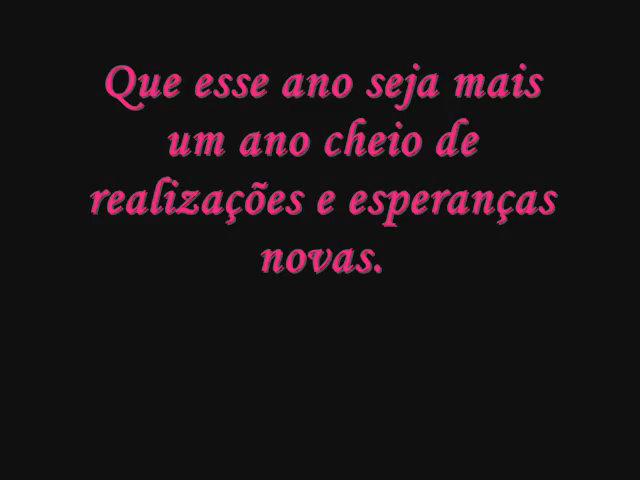 Que esse ano seja mais
um ano cheio de
realizações e esperanças
novas.